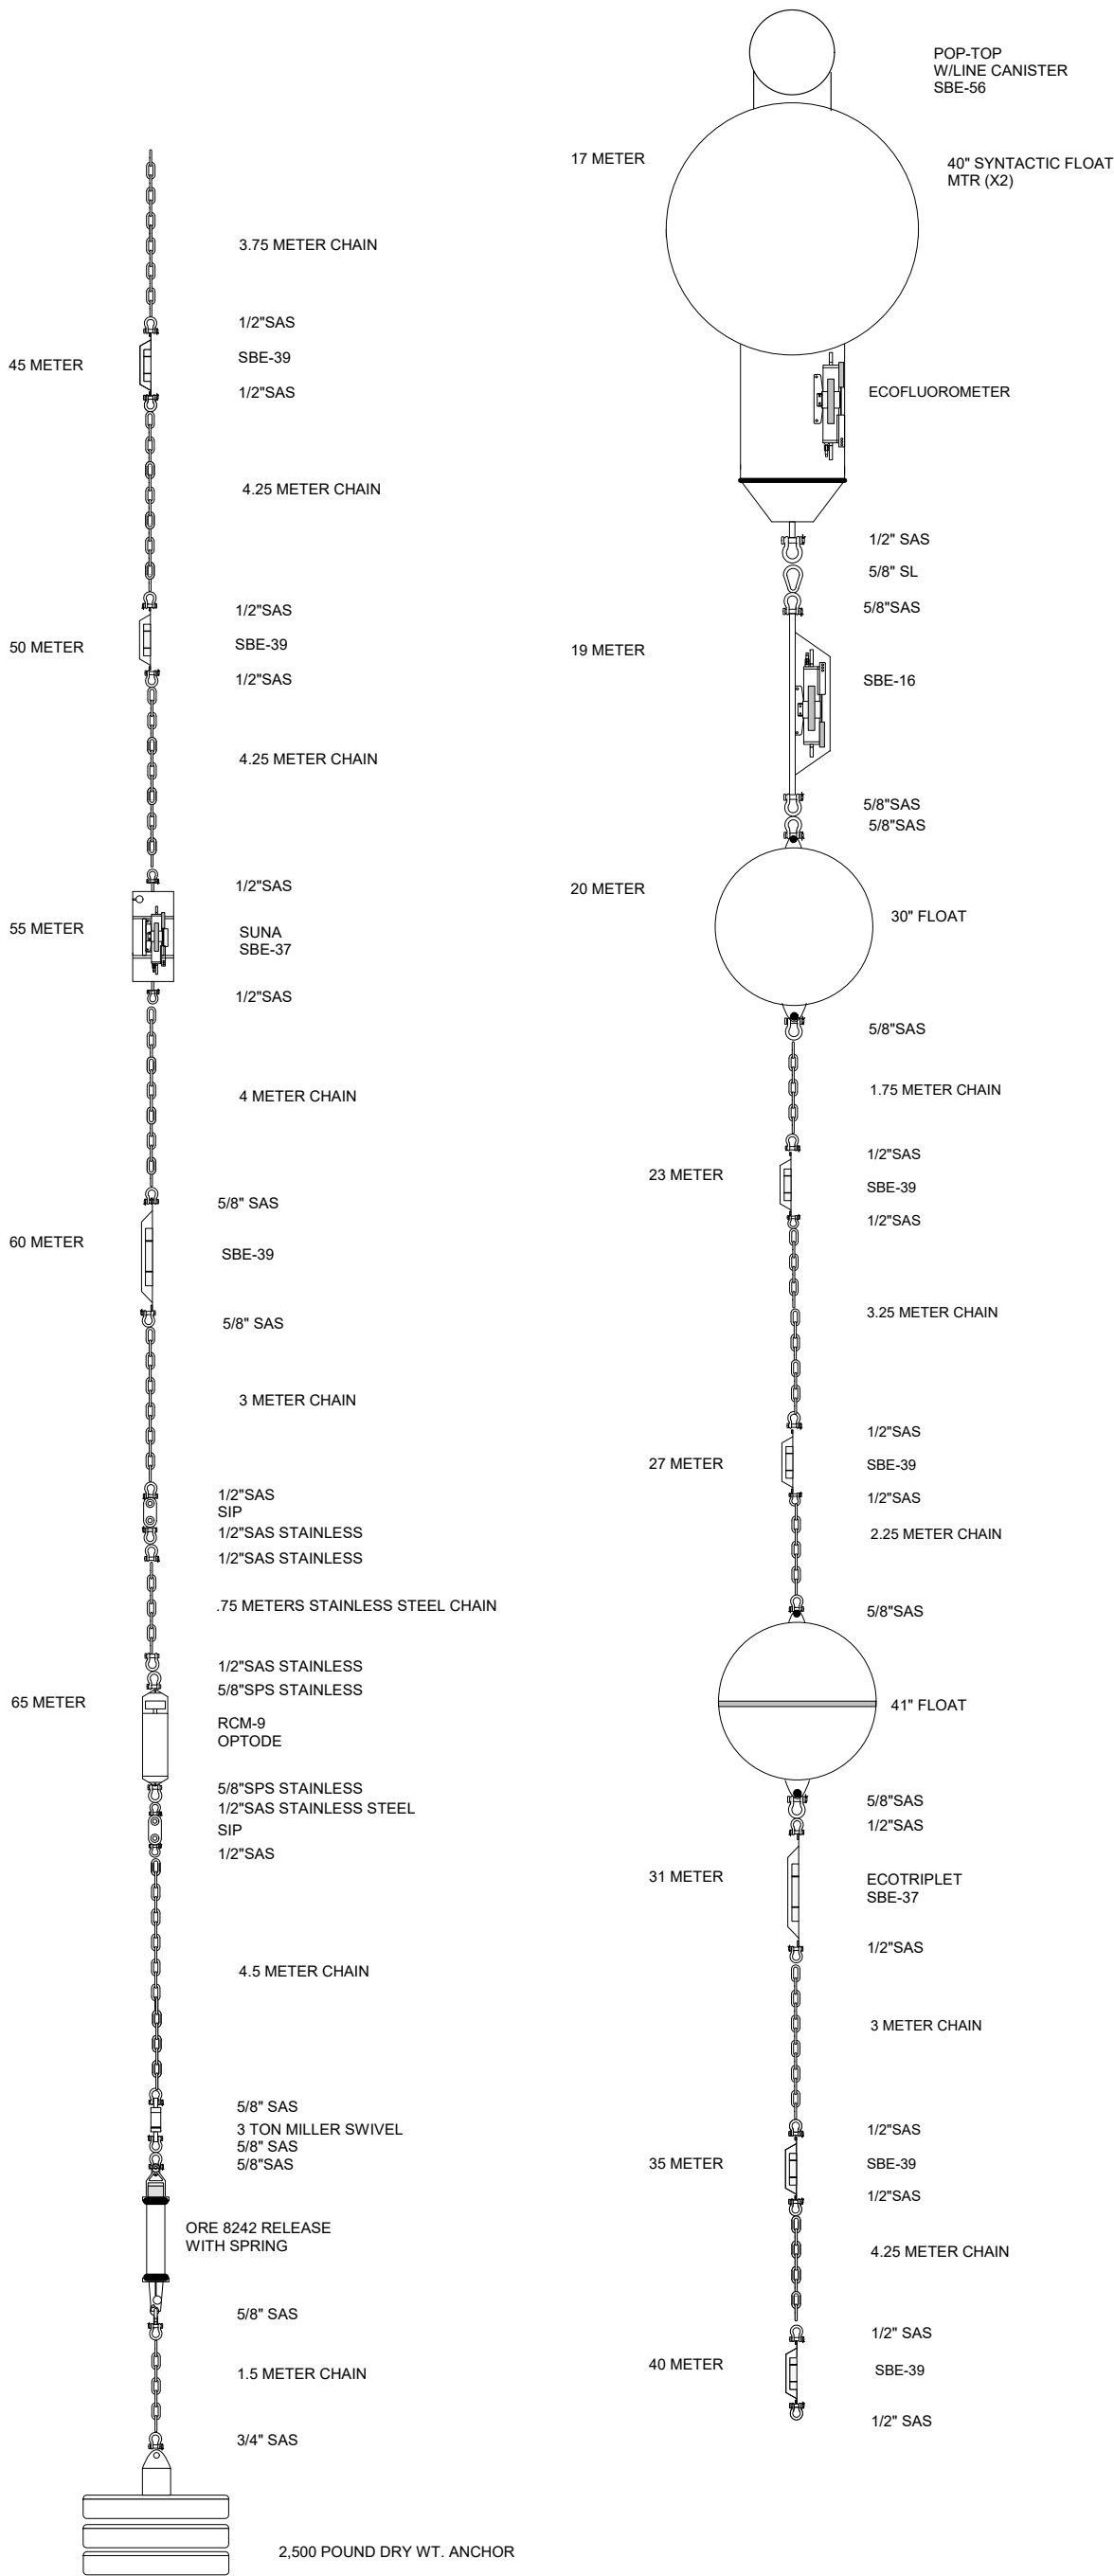 POP-TOP
W/LINE CANISTER
SBE-56
17 METER
40" SYNTACTIC FLOAT
MTR (X2)
ECOFLUOROMETER
1/2" SAS
5/8" SL
5/8"SAS
19 METER
SBE-16
5/8"SAS
5/8"SAS
20 METER
30" FLOAT
5/8"SAS
1.75 METER CHAIN
1/2"SAS
23 METER
SBE-39
1/2"SAS
3.25 METER CHAIN
1/2"SAS
27 METER
SBE-39
1/2"SAS
2.25 METER CHAIN
5/8"SAS
41" FLOAT
5/8"SAS
1/2"SAS
31 METER
ECOTRIPLET
SBE-37
1/2"SAS
3 METER CHAIN
1/2"SAS
35 METER
SBE-39
1/2"SAS
4.25 METER CHAIN
1/2" SAS
40 METER
SBE-39
1/2" SAS
3.75 METER CHAIN
1/2"SAS
45 METER
SBE-39
1/2"SAS
4.25 METER CHAIN
1/2"SAS
50 METER
SBE-39
1/2"SAS
4.25 METER CHAIN
1/2"SAS
55 METER
SUNA
SBE-37
1/2"SAS
4 METER CHAIN
5/8" SAS
60 METER
SBE-39
5/8" SAS
3 METER CHAIN
1/2"SAS
SIP
1/2"SAS STAINLESS
1/2"SAS STAINLESS
.75 METERS STAINLESS STEEL CHAIN
1/2"SAS STAINLESS
5/8"SPS STAINLESS
65 METER
RCM-9
OPTODE
5/8"SPS STAINLESS
1/2"SAS STAINLESS STEEL
SIP
1/2"SAS
4.5 METER CHAIN
5/8" SAS
3 TON MILLER SWIVEL
5/8" SAS
5/8"SAS
ORE 8242 RELEASE
WITH SPRING
5/8" SAS
1.5 METER CHAIN
3/4" SAS
2,500 POUND DRY WT. ANCHOR